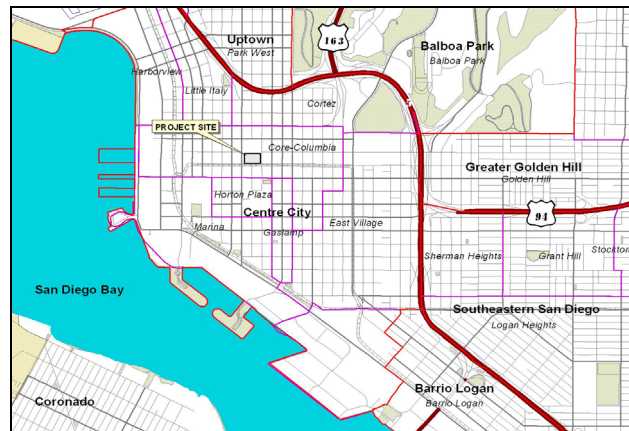 Uptown
Park West
163
Balboa Park
Balboa Park
Harborview
Little Italy
Cortez
PROJECT SITE
Core-Columbia
Greater Golden Hill
Golden Hill
Horton Plaza
Centre City
East Village
94
Marina
Gaslamp
Sherman Heights
Grant Hill
Stockton
San Diego Bay
Southeastern San Diego
Logan Heights
Barrio Logan
Barrio Logan
Coronado